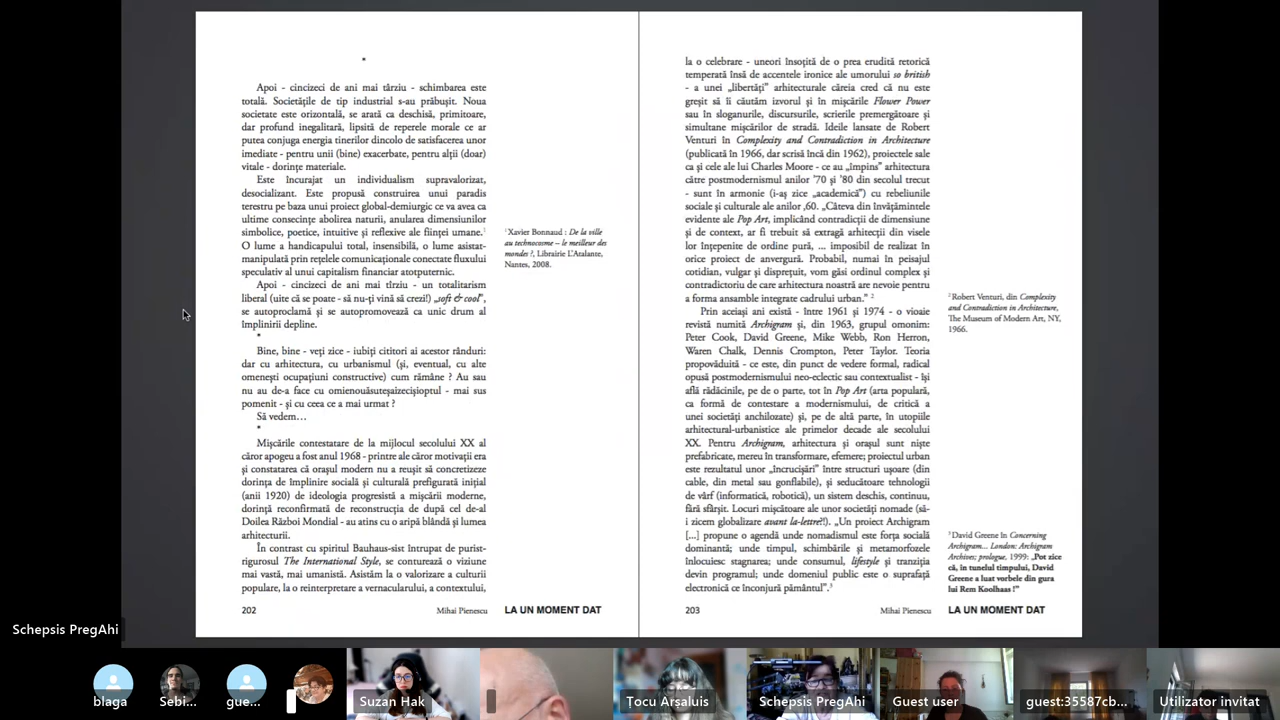 *
Apoi - cincizeci de ani mai târziu - schimbarea este
totală. Societățile de tip industrial s-au prăbușit. Noua
societate este orizontală, se arată ca deschisă, primitoare,
dar profund inegalitară, lipsită de reperele morale ce ar
putea conjuga energia tinerilor dincolo de satisfacerea unor
imediate - pentru unii (bine) exacerbate, pentru alții (doar)
vitale - dorințe materiale.
Este încurajat un individualism supravalorizat,
desocializant. Este propusă construirea unui paradis
terestru pe baza unui proiect global-demiurgic ce va avea ca
ultime consecințe abolirea naturii, anularea dimensiunilor
simbolice, poetice, intuitive și reflexive ale ființei umane.¹
O lume a handicapului total, insensibilă, o lume asistat-
manipulată prin rețelele comunicaționale conectate fluxului
speculativ al unui capitalism financiar atotputernic.
Apoi - cincizeci de ani mai tîrziu - un totalitarism
liberal (uite că se poate - să nu-ți vină să crezi!) „soft & cool”,
se autoproclamă și se autopromovează ca unic drum al
împlinirii depline.
*
Bine, bine - veți zice - iubiți cititori ai acestor rânduri:
dar cu arhitectura, cu urbanismul (și, eventual, cu alte
omenești ocupațiuni constructive) cum rămâne ? Au sau
nu au de-a face cu omienouăsuteșaizecișioptul - mai sus
pomenit - și cu ceea ce a mai urmat ?
Să vedem…
*
Mișcările contestatare de la mijlocul secolului XX al
căror apogeu a fost anul 1968 - printre ale căror motivații era
și constatarea că orașul modern nu a reușit să concretizeze
dorința de împlinire socială și culturală prefigurată inițial
(anii 1920) de ideologia progresistă a mișcării moderne,
dorință reconfirmată de reconstrucția de după cel de-al
Doilea Război Mondial - au atins cu o aripă blândă și lumea
arhitecturii.
În contrast cu spiritul Bauhaus-sist întrupat de purist-
rigurosul The International Style, se conturează o viziune
mai vastă, mai umanistă. Asistăm la o valorizare a culturii
populare, la o reinterpretare a vernacularului, a contextului,
¹ Xavier Bonnaud : De la ville
au technocosme – le meilleur des
mondes ?, Librairie L’Atalante,
Nantes, 2008.
202
Mihai Pienescu
LA UN MOMENT DAT
la o celebrare - uneori însoțită de o prea erudită retorică
temperată însă de accentele ironice ale umorului so british
- a unei „libertăți” arhitecturale căreia cred că nu este
greșit să îi căutăm izvorul și în mișcările Flower Power
sau în sloganurile, discursurile, scrierile premergătoare și
simultane mișcărilor de stradă. Ideile lansate de Robert
Venturi în Complexity and Contradiction in Architecture
(publicată în 1966, dar scrisă încă din 1962), proiectele sale
ca și cele ale lui Charles Moore - ce au „împins” arhitectura
către postmodernismul anilor ’70 și ’80 din secolul trecut
- sunt în armonie (i-aș zice „academică”) cu rebeliunile
sociale și culturale ale anilor ,60. „Câteva din învățămintele
evidente ale Pop Art, implicând contradicții de dimensiune
și de context, ar fi trebuit să extragă arhitecții din visele
lor înțepenite de ordine pură, ... imposibil de realizat în
orice proiect de anvergură. Probabil, numai în peisajul
cotidian, vulgar și disprețuit, vom găsi ordinul complex și
contradictoriu de care arhitectura noastră are nevoie pentru
a forma ansamble integrate cadrului urban.” ²
Prin aceiași ani există - între 1961 și 1974 - o vioaie
revistă numită Archigram și, din 1963, grupul omonim:
Peter Cook, David Greene, Mike Webb, Ron Herron,
Waren Chalk, Dennis Crompton, Peter Taylor. Teoria
propovăduită - ce este, din punct de vedere formal, radical
opusă postmodernismului neo-eclectic sau contextualist - își
află rădăcinile, pe de o parte, tot în Pop Art (arta populară,
ca formă de contestare a modernismului, de critică a
unei societăți anchilozate) și, pe de altă parte, în utopiile
arhitectural-urbanistice ale primelor decade ale secolului
XX. Pentru Archigram, arhitectura și orașul sunt niște
prefabricate, mereu în transformare, efemere; proiectul urban
este rezultatul unor „încrucișări” între structuri ușoare (din
cable, din metal sau gonflabile), și seducătoare tehnologii
de vârf (informatică, robotică), un sistem deschis, continuu,
fără sfârșit. Locuri mișcătoare ale unor societăți nomade (să-
i zicem globalizare avant la-lettre?!). „Un proiect Archigram
[...] propune o agendă unde nomadismul este forța socială
dominantă; unde timpul, schimbările și metamorfozele
înlocuiesc stagnarea; unde consumul, lifestyle și tranziția
devin programul; unde domeniul public este o suprafață
electronică ce înconjură pământul”.³
² Robert Venturi, din Complexity
and Contradiction in Architecture,
The Museum of Modern Art, NY,
1966.
³ David Greene în Concerning
Archigram... London: Archigram
Archives; prologue, 1999: „Pot zice
că, în tunelul timpului, David
Greene a luat vorbele din gura
lui Rem Koolhaas !”
203
Mihai Pienescu
LA UN MOMENT DAT
Schepsis PregAhi
blaga
Sebi...
gue...
Suzan Hak
Tocu Arsaluis
Schepsis PregAhi
Guest user
guest:35587cb...
Utilizator invitat